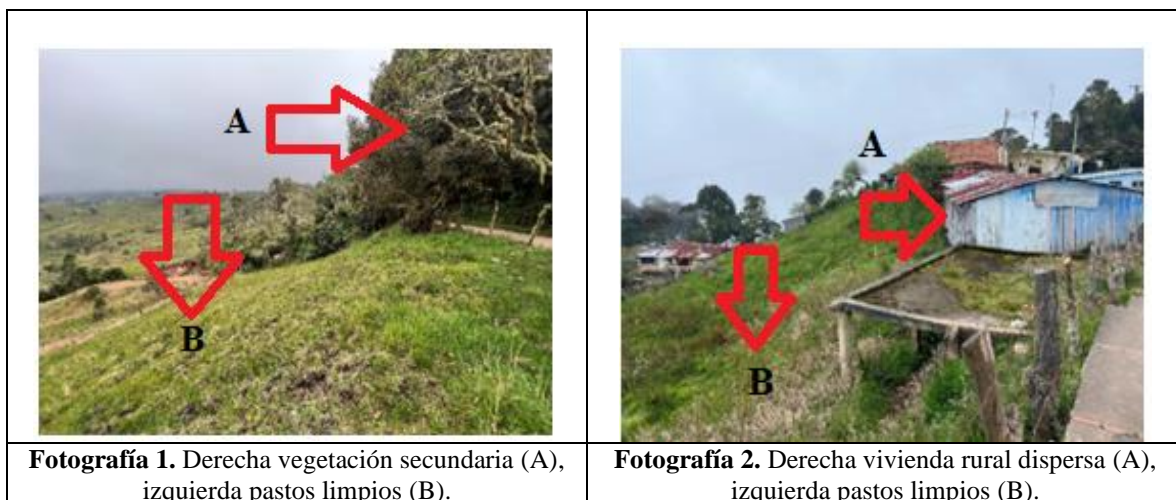 A
B
A
B
Fotografía 1. Derecha vegetación secundaria (A),
izquierda pastos limpios (B).
Fotografía 2. Derecha vivienda rural dispersa (A),
izquierda pastos limpios (B).